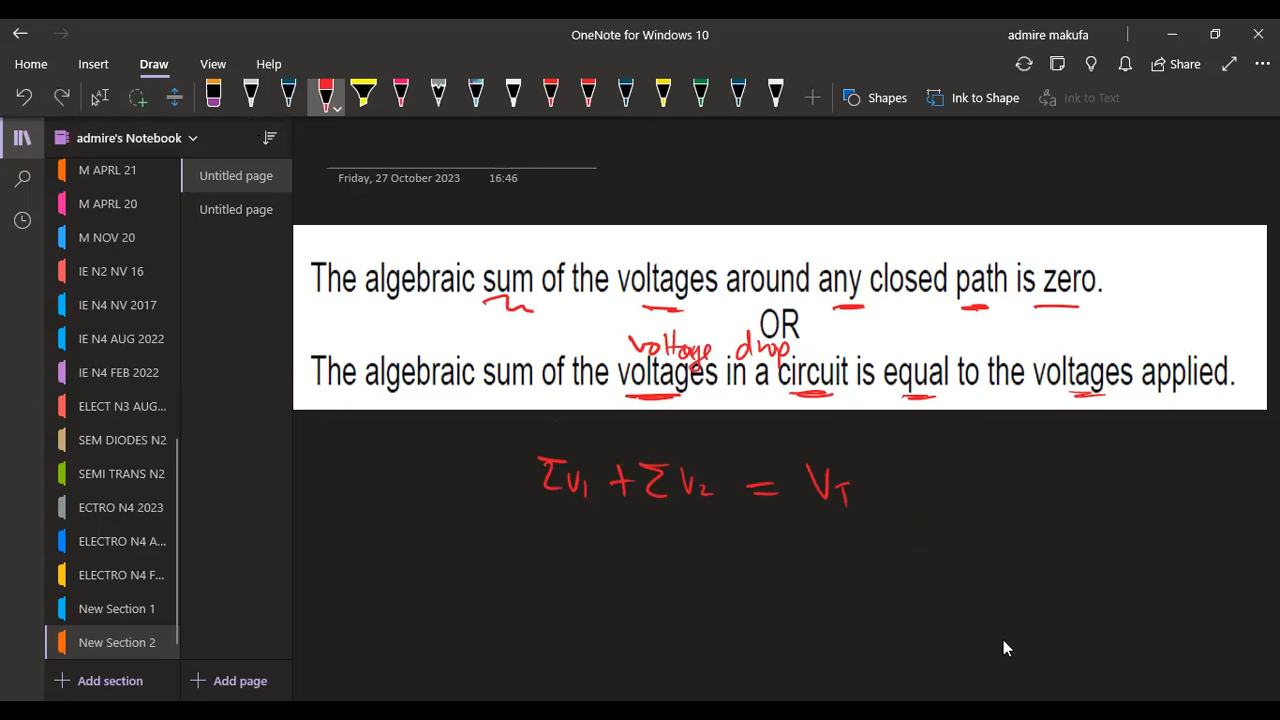 OneNote for Windows 10
admire makufa
Home Insert Draw View Help
Share
Shapes Ink to Shape Ink to Text
admire's Notebook
M APRL 21
M APRL 20
M NOV 20
IE N2 NV 16
IE N4 NV 2017
IE N4 AUG 2022
IE N4 FEB 2022
ELECT N3 AUG...
SEM DIODES N2
SEMI TRANS N2
ECTRO N4 2023
ELECTRO N4 A...
ELECTRO N4 F...
New Section 1
New Section 2
Add section
Untitled page
Untitled page
Add page
Friday, 27 October 2023 16:46
The algebraic sum of the voltages around any closed path is zero.
OR
voltage drop
The algebraic sum of the voltages in a circuit is equal to the voltages applied.
Σv₁ + Σv₂ = V_T